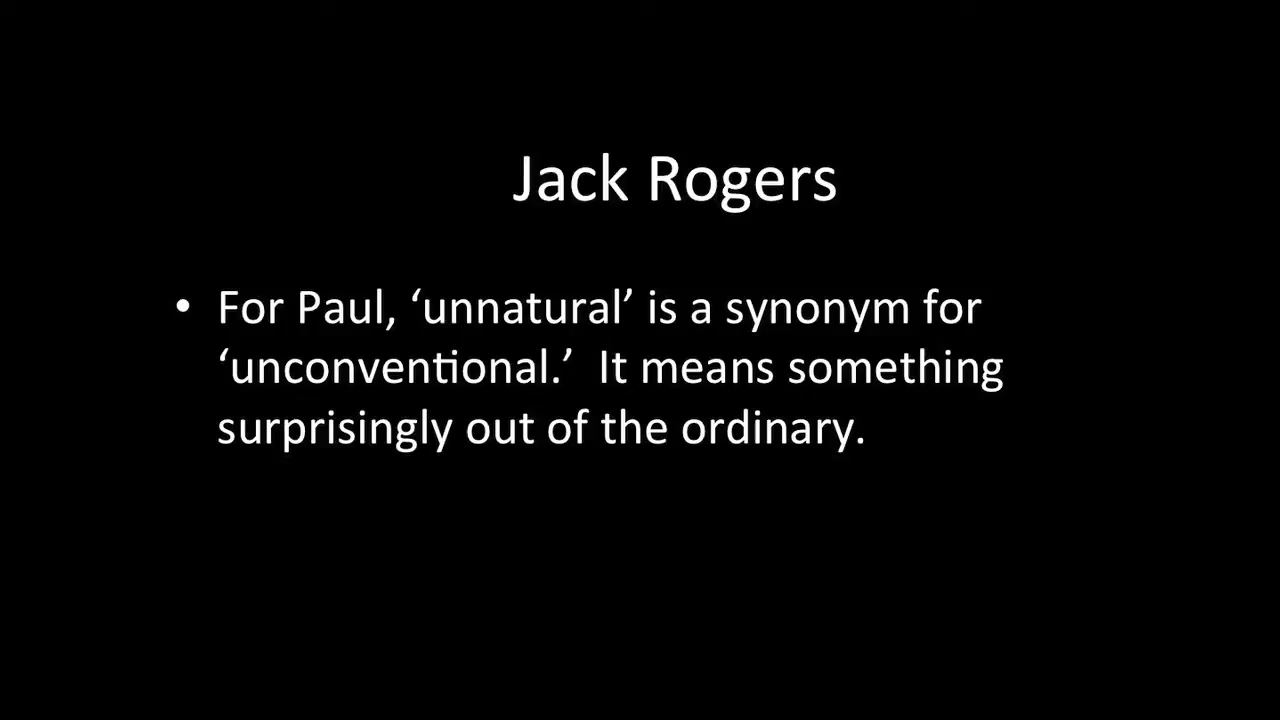 Jack Rogers
• For Paul, ‘unnatural’ is a synonym for
‘unconventional.’  It means something
surprisingly out of the ordinary.